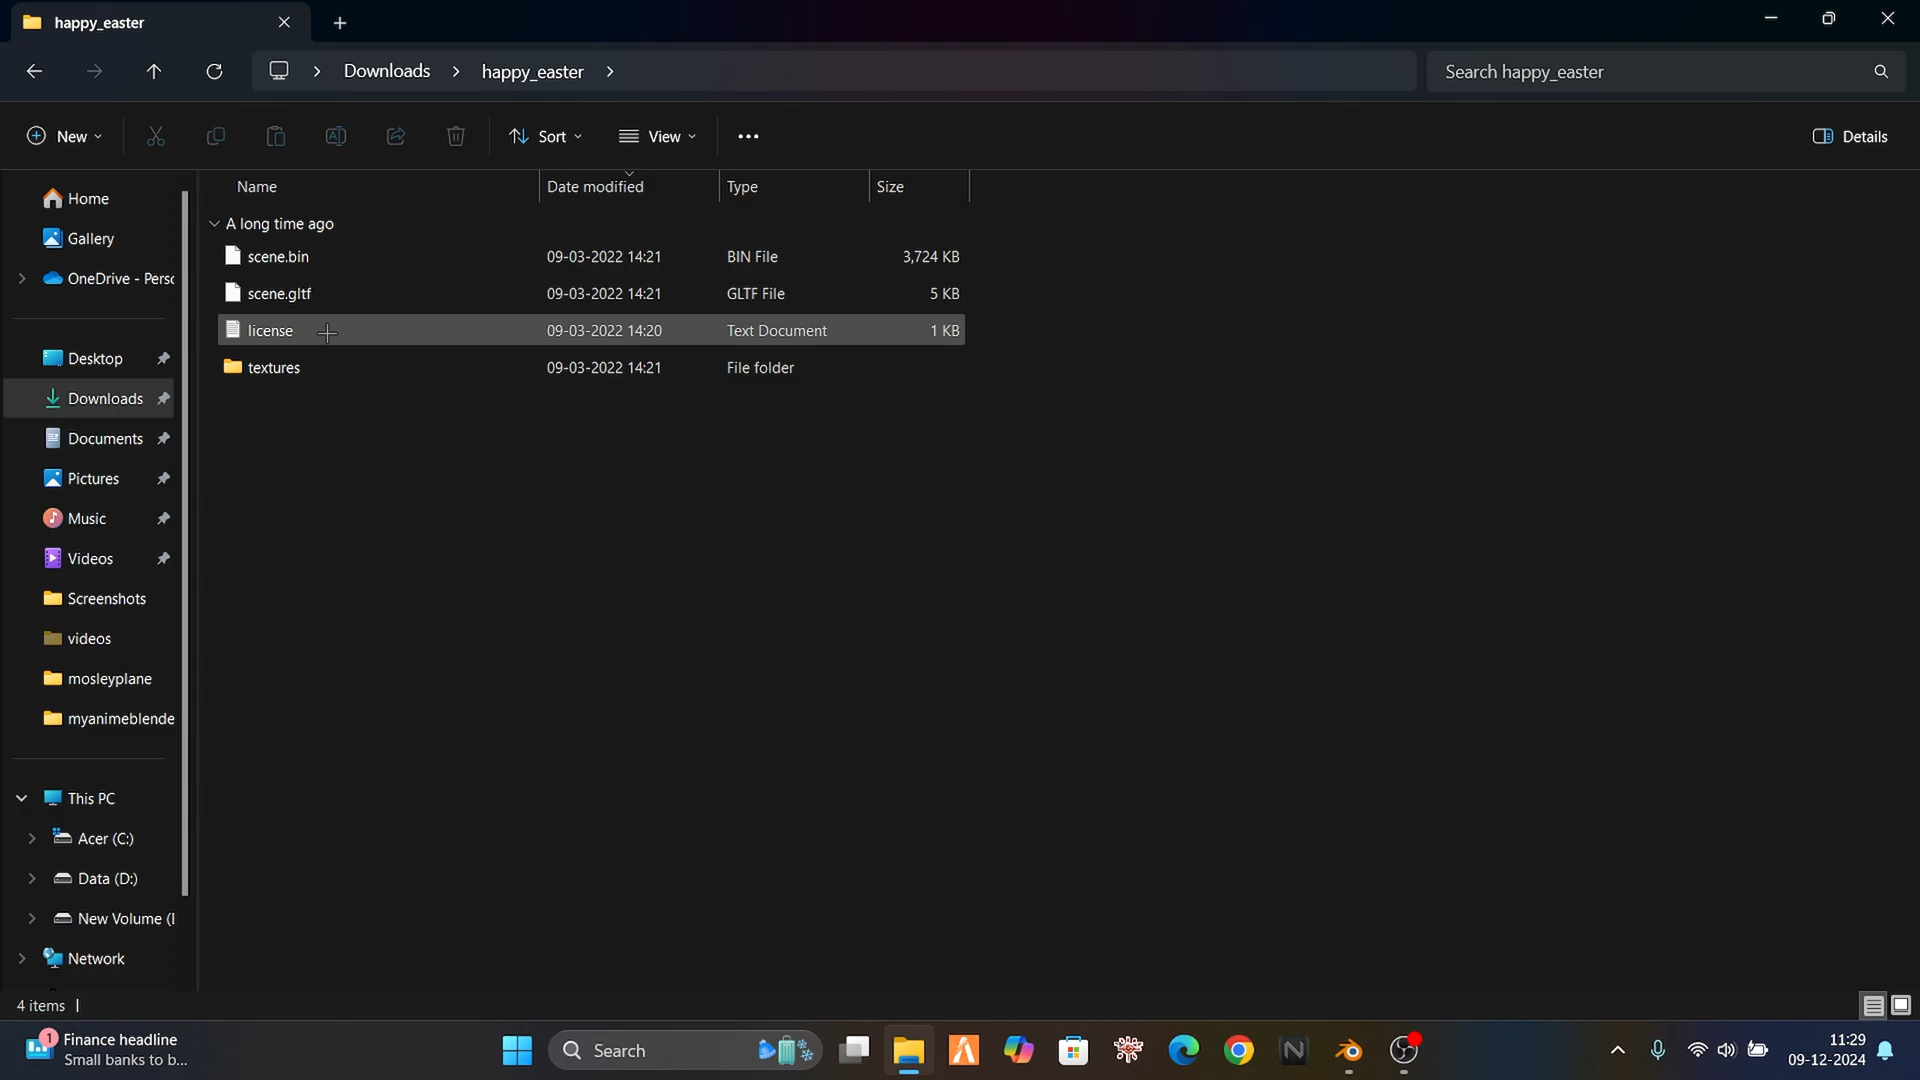 happy_easter
Downloads
happy_easter
Search happy_easter
New
Sort
View
Details
Name
Date modified
Type
Size
A long time ago
scene.bin
09-03-2022 14:21
BIN File
3,724 KB
scene.gltf
09-03-2022 14:21
GLTF File
5 KB
license
09-03-2022 14:20
Text Document
1 KB
textures
09-03-2022 14:21
File folder
Home
Gallery
OneDrive - Persc
Desktop
Downloads
Documents
Pictures
Music
Videos
Screenshots
videos
mosleyplane
myanimeblende
This PC
Acer (C:)
Data (D:)
New Volume (I
Network
4 items
1
Finance headline
Small banks to b...
Search
11:29
09-12-2024